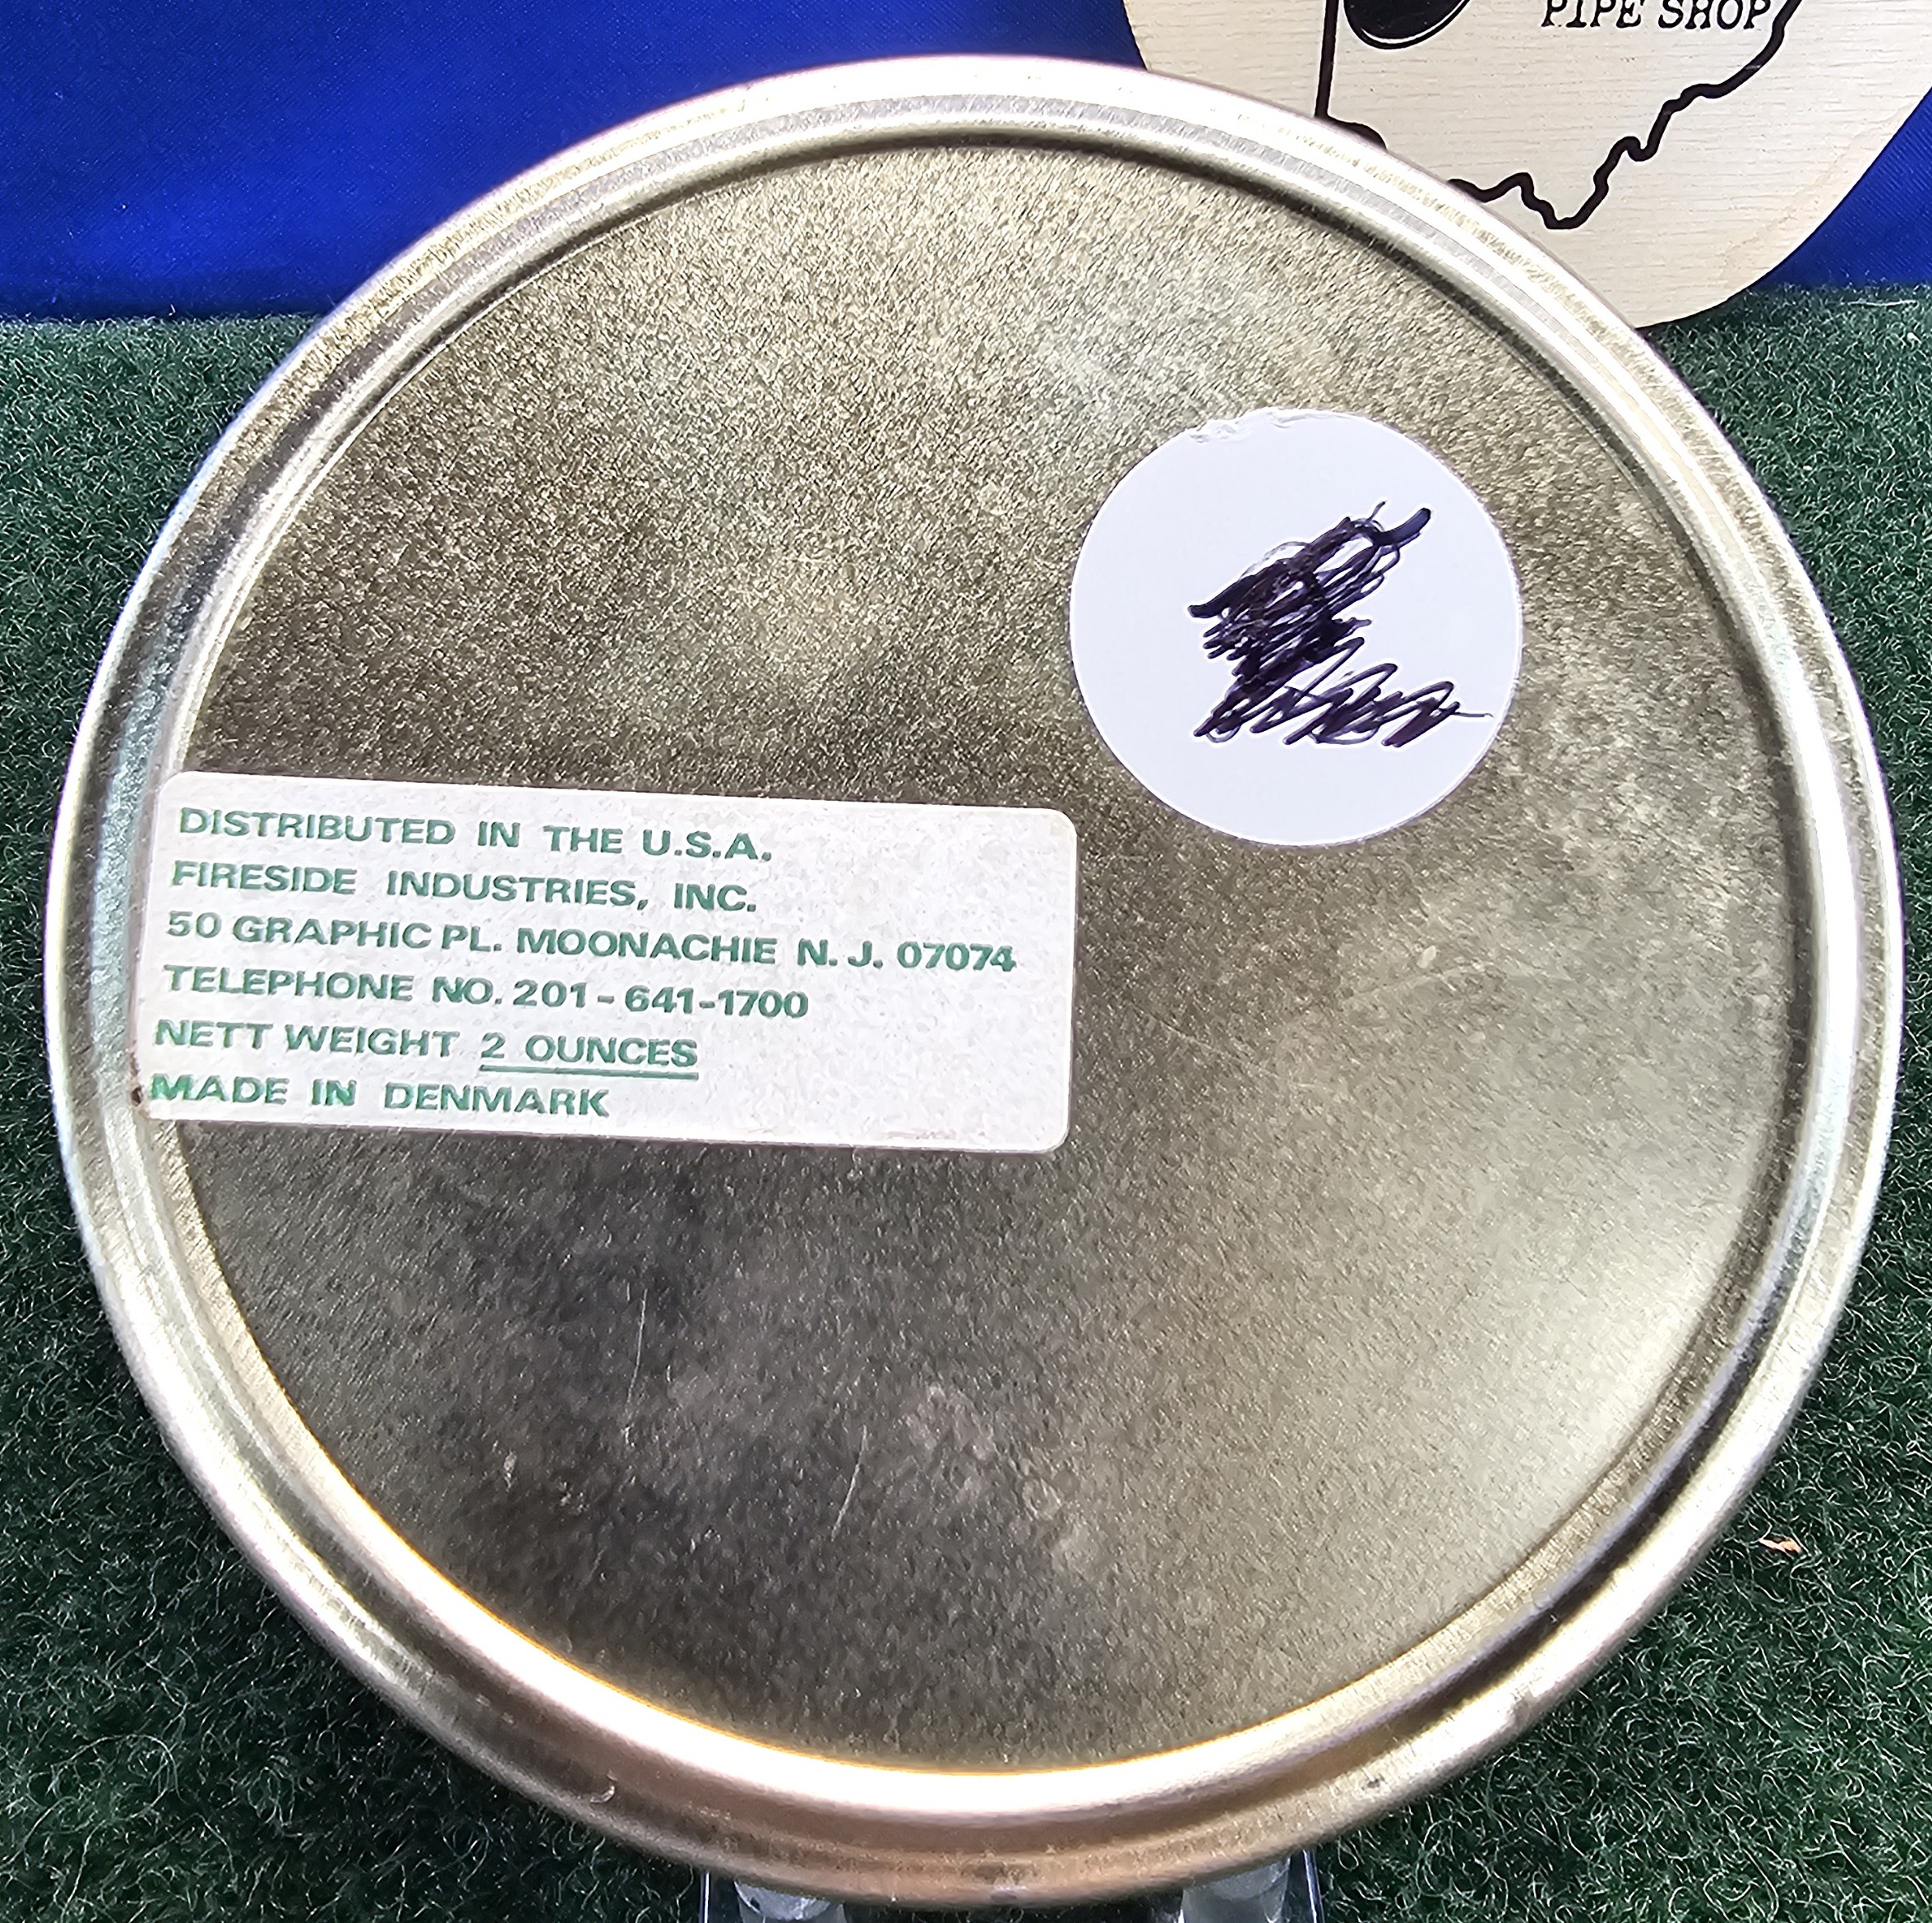 PIPE SHOP
DISTRIBUTED IN THE U.S.A.
FIRESIDE INDUSTRIES, INC.
50 GRAPHIC PL. MOONACHIE N. J. 07074
TELEPHONE NO. 201-641-1700
NETT WEIGHT 2 OUNCES
MADE IN DENMARK